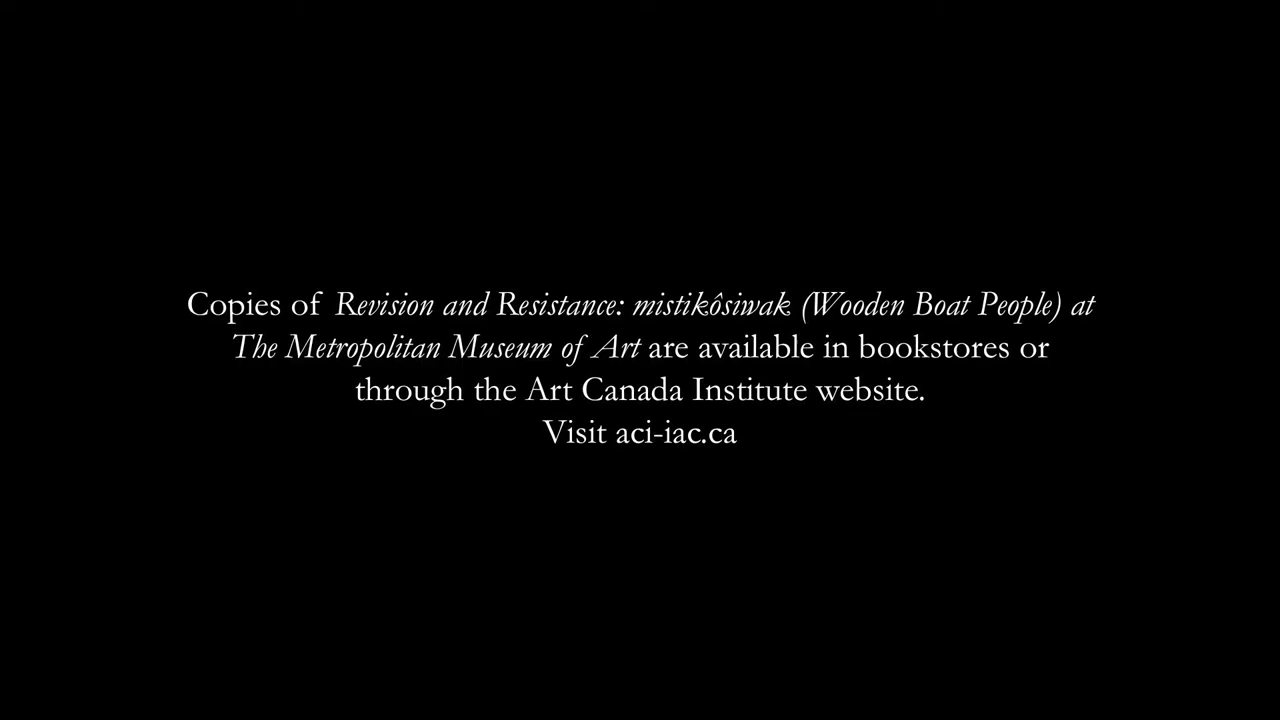 Copies of Revision and Resistance: mistikôsiwak (Wooden Boat People) at
The Metropolitan Museum of Art are available in bookstores or
through the Art Canada Institute website.
Visit aci-iac.ca